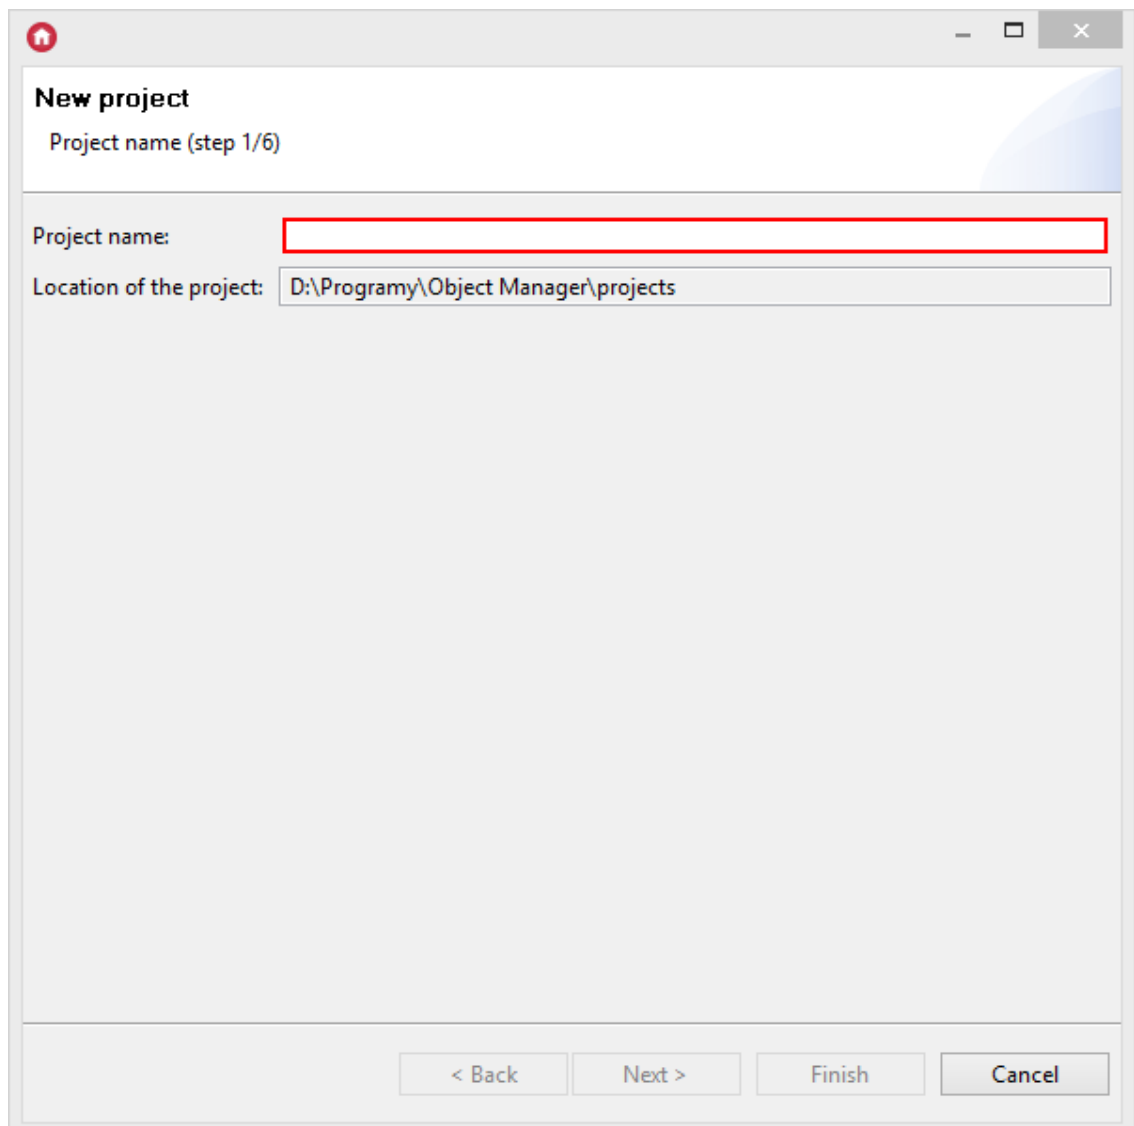 New project
Project name (step 1/6)
Project name:
Location of the project: D:\Programy\Object Manager\projects
< Back Next > Finish Cancel